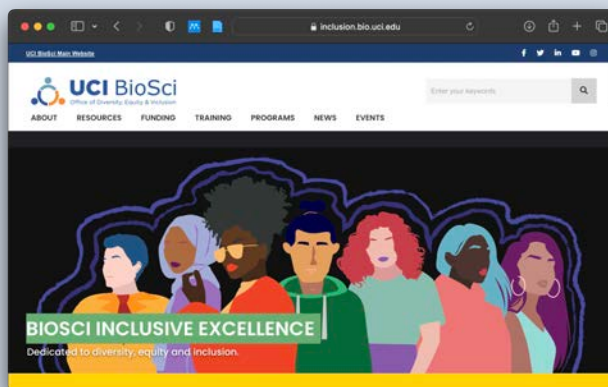 inclusion.bio.uci.edu
UCI BioSci Main Website
UCI BioSci
Office of Diversity, Equity & Inclusion
Enter your keywords
ABOUT RESOURCES FUNDING TRAINING PROGRAMS NEWS EVENTS
BIOSCI INCLUSIVE EXCELLENCE
Dedicated to diversity, equity and inclusion.